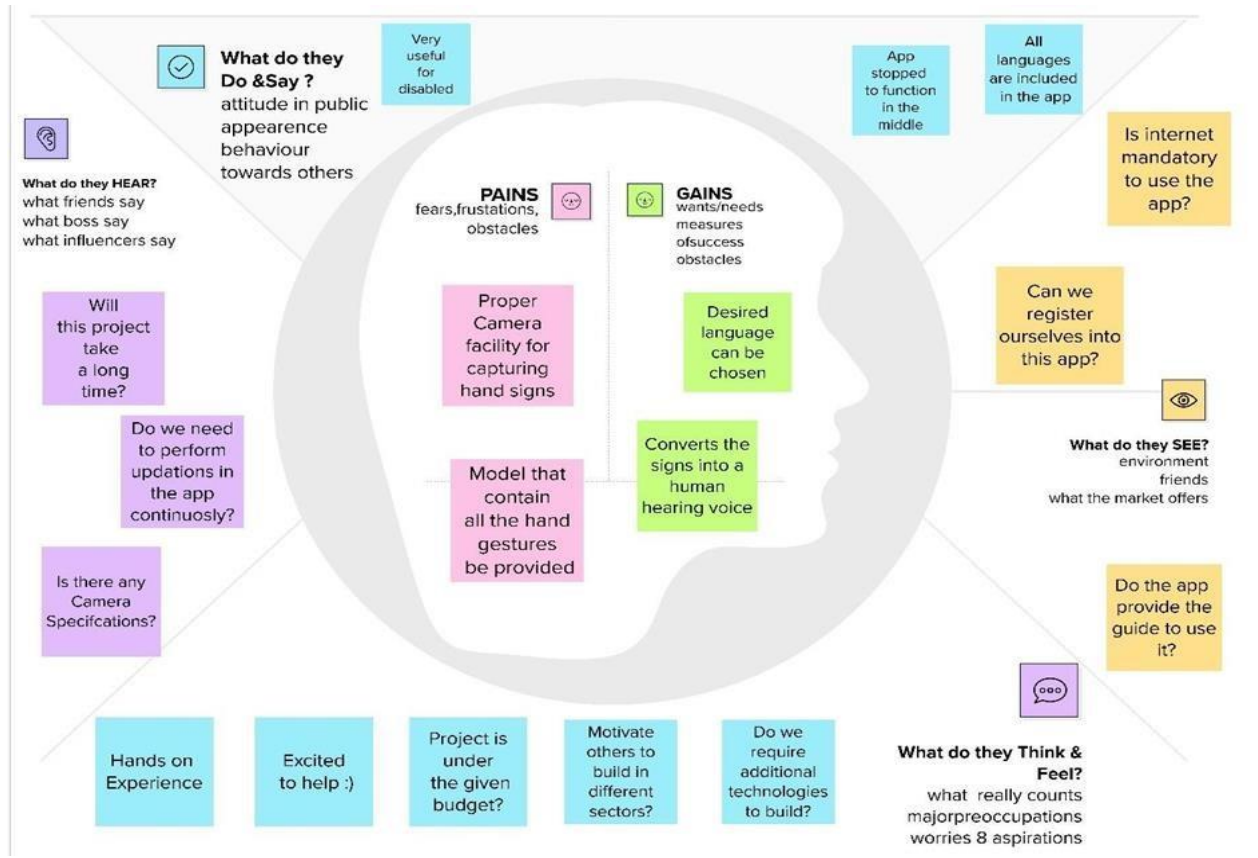 What do they
Do &Say ?
attitude in public
appearence
behaviour
towards others
Very
useful
for
disabled
App
stopped
to function
in the
middle
All
languages
are included
in the app
What do they HEAR?
what friends say
what boss say
what influencers say
Will
this project
take
a long
time?
Do we need
to perform
updations in
the app
continuosly?
Is there any
Camera
Specifcations?
PAINS
fears,frustations,
obstacles
Proper
Camera
facility for
capturing
hand signs
Model that
contain
all the hand
gestures
be provided
GAINS
wants/needs
measures
ofsuccess
obstacles
Desired
language
can be
chosen
Converts the
signs into a
human
hearing voice
Is internet
mandatory
to use the
app?
Can we
register
ourselves into
this app?
What do they SEE?
environment
friends
what the market offers
Do the app
provide the
guide to use
it?
What do they Think &
Feel?
what really counts
majorpreoccupations
worries 8 aspirations
Hands on
Experience
Excited
to help :)
Project is
under
the given
budget?
Motivate
others to
build in
different
sectors?
Do we
require
additional
technologies
to build?